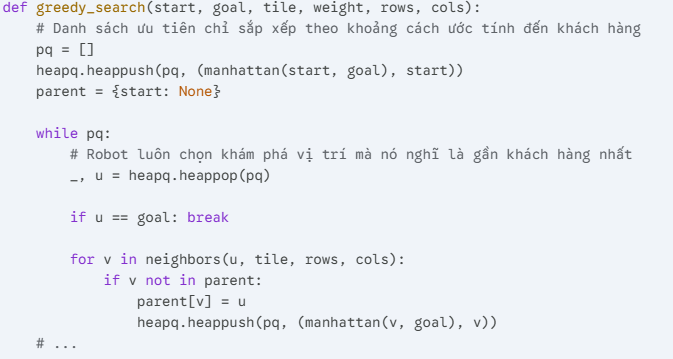 def greedy_search(start, goal, tile, weight, rows, cols):
    # Danh sách ưu tiên chỉ sắp xếp theo khoảng cách ước tính đến khách hàng
    pq = []
    heapq.heappush(pq, (manhattan(start, goal), start))
    parent = {start: None}

    while pq:
        # Robot luôn chọn khám phá vị trí mà nó nghĩ là gần khách hàng nhất
        _, u = heapq.heappop(pq)

        if u == goal: break

        for v in neighbors(u, tile, rows, cols):
            if v not in parent:
                parent[v] = u
                heapq.heappush(pq, (manhattan(v, goal), v))
    # ...